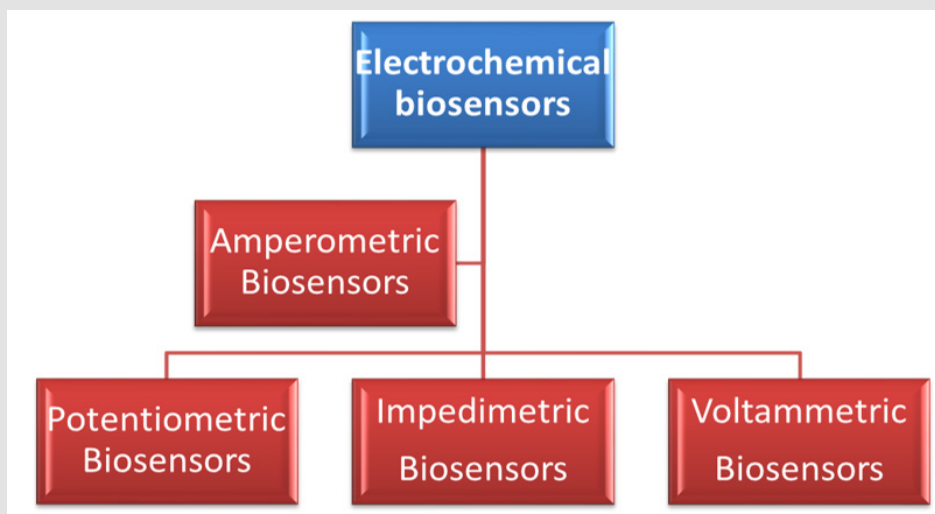 Electrochemical
biosensors
Amperometric
Biosensors
Potentiometric
Biosensors
Impedimetric
Biosensors
Voltammetric
Biosensors